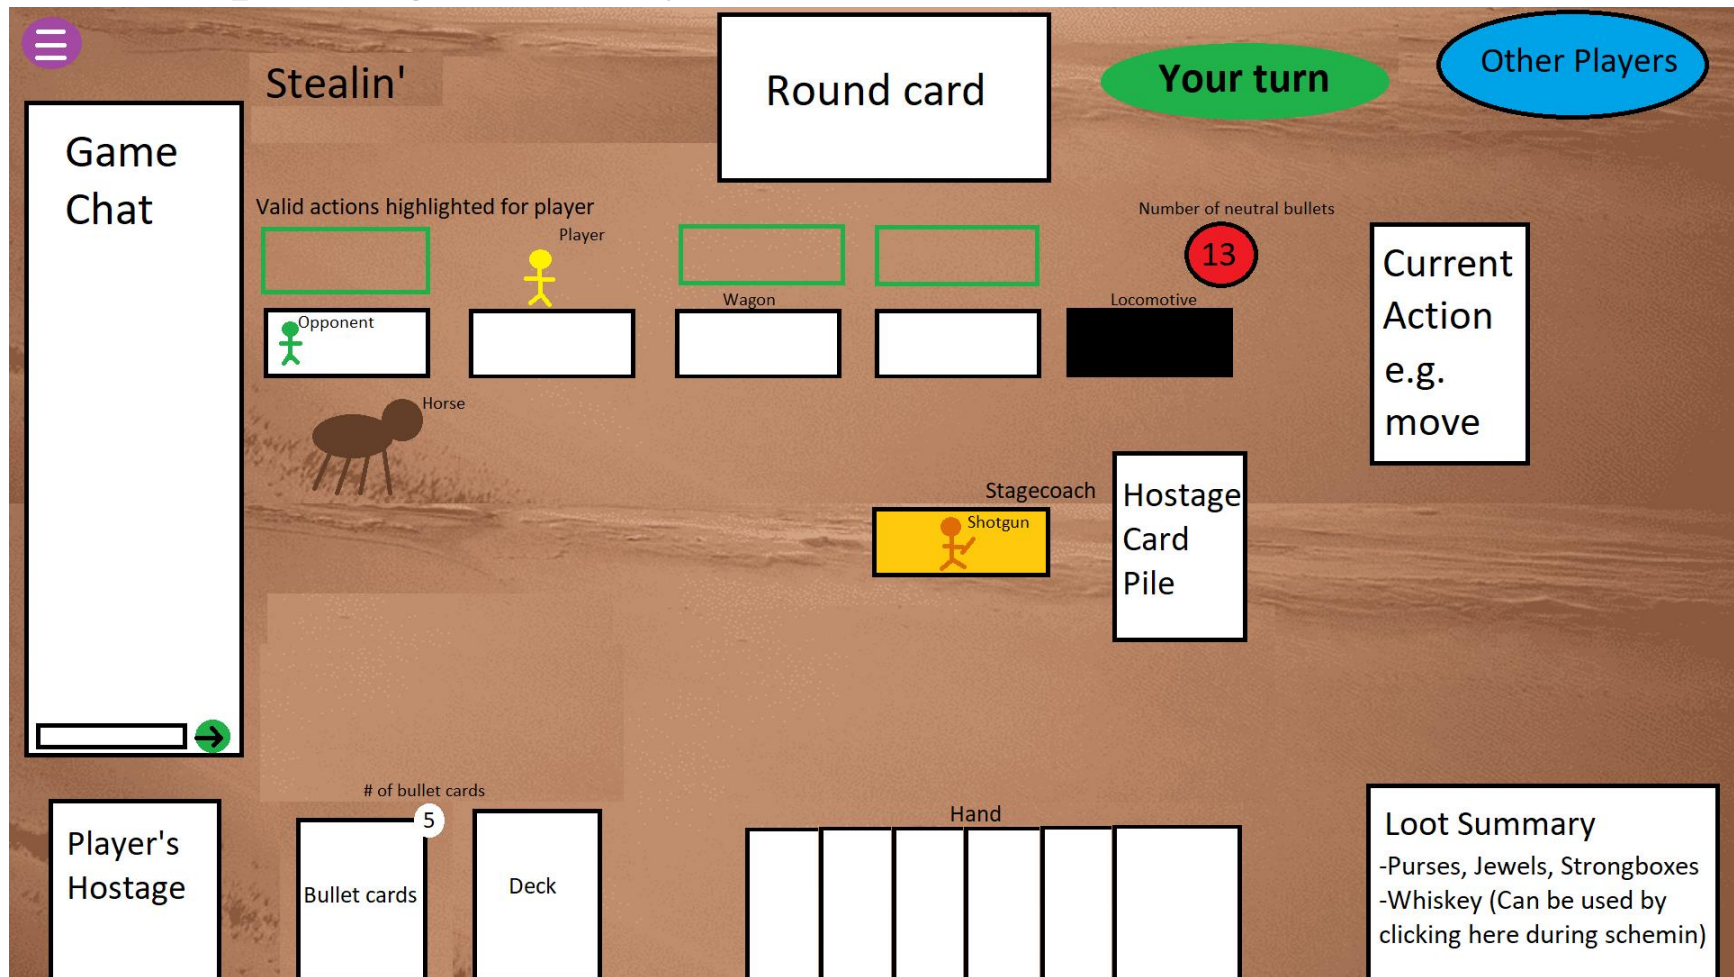 Stealin'
Round card
Your turn
Other Players
Game
Chat
Valid actions highlighted for player
Player
Number of neutral bullets
13
Wagon
Locomotive
Opponent
Current
Action
e.g.
move
Horse
Stagecoach
Shotgun
Hostage
Card
Pile
# of bullet cards
5
Player's
Hostage
Bullet cards
Deck
Hand
Loot Summary
-Purses, Jewels, Strongboxes
-Whiskey (Can be used by
clicking here during schemin)